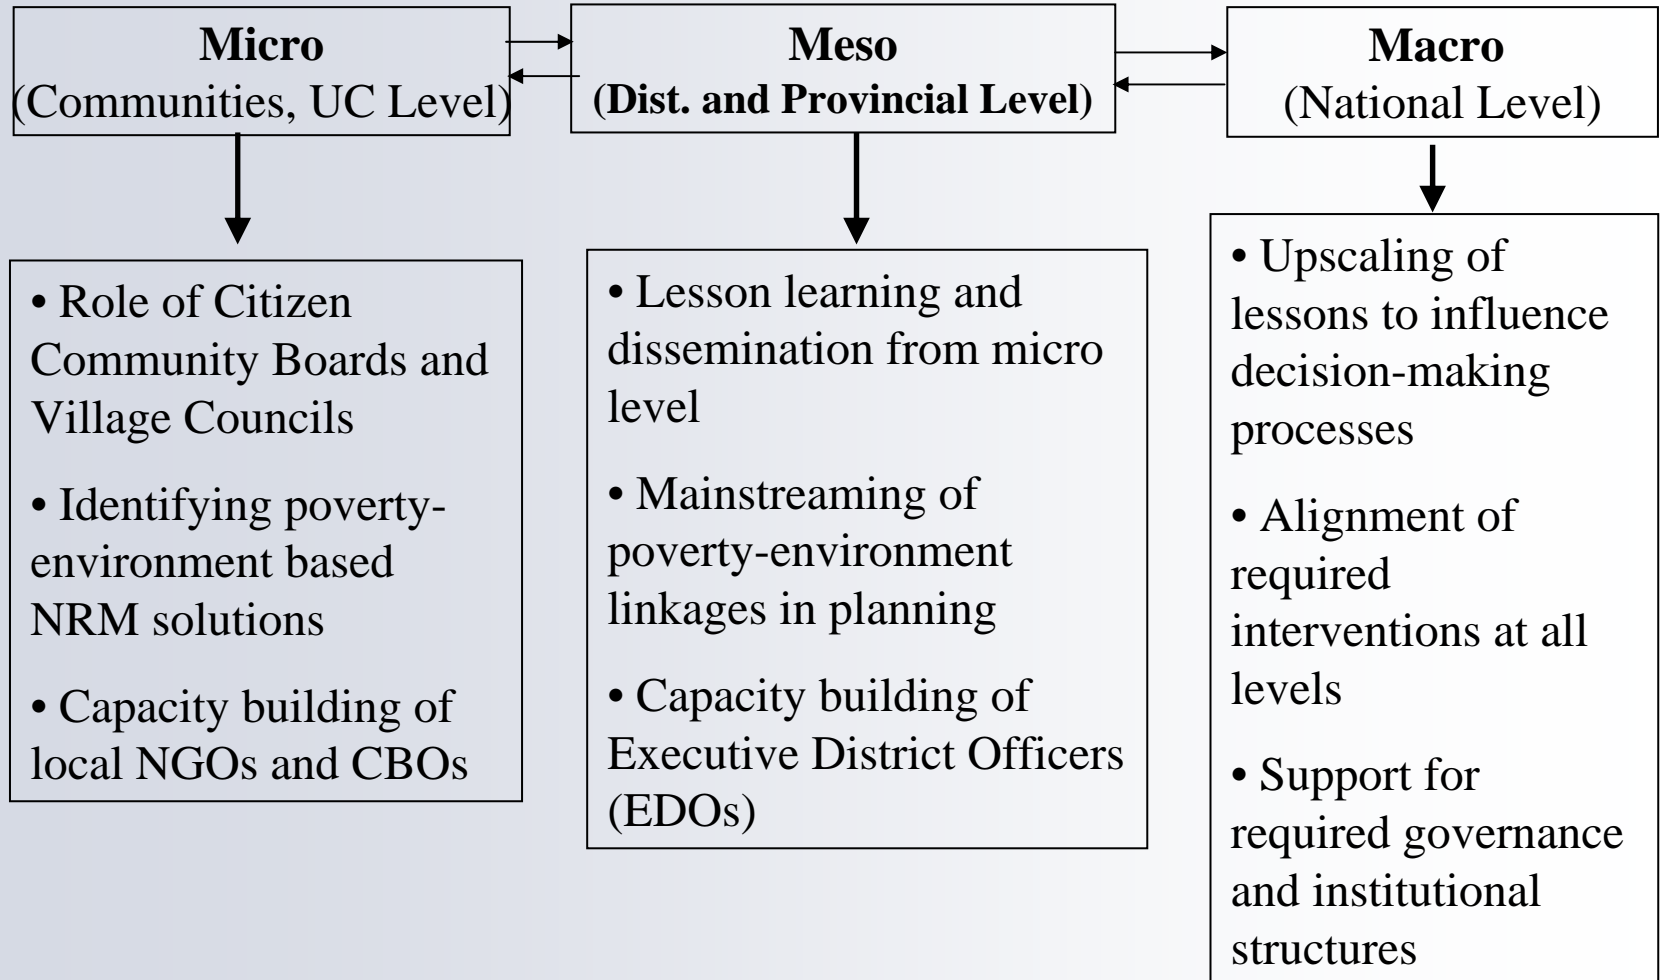 Micro
(Communities, UC Level)
Meso
(Dist. and Provincial Level)
Macro
(National Level)
• Role of Citizen
Community Boards and
Village Councils
• Identifying poverty-
environment based
NRM solutions
• Capacity building of
local NGOs and CBOs
• Lesson learning and
dissemination from micro
level
• Mainstreaming of
poverty-environment
linkages in planning
• Capacity building of
Executive District Officers
(EDOs)
• Upscaling of
lessons to influence
decision-making
processes
• Alignment of
required
interventions at all
levels
• Support for
required governance
and institutional
structures